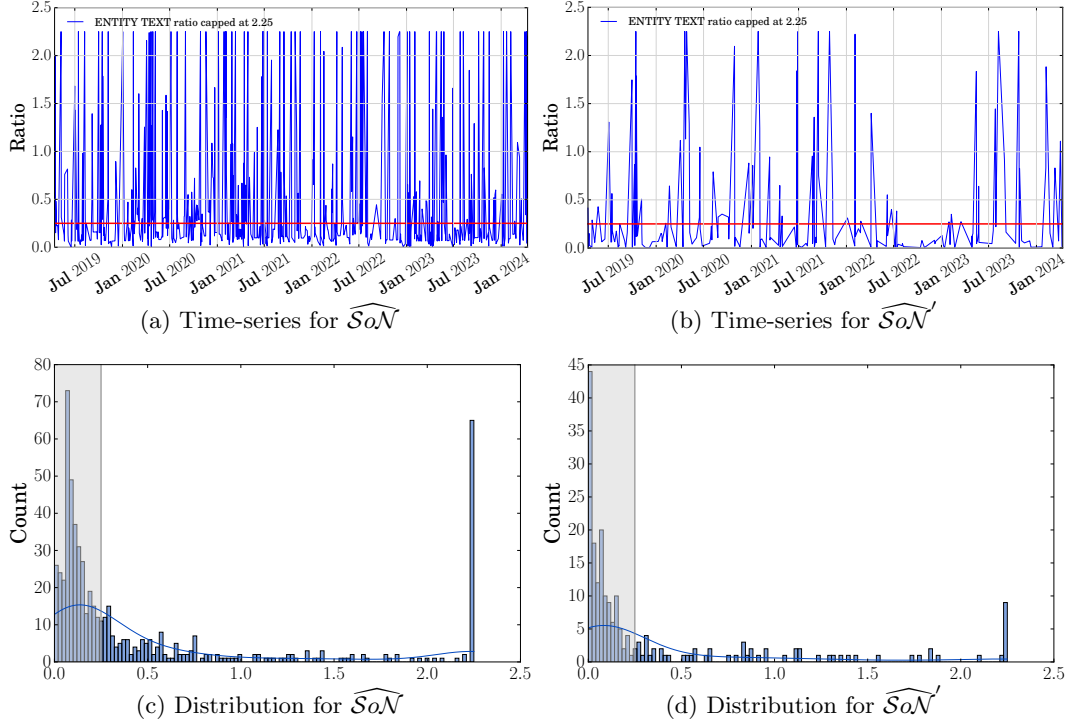 ENTITY TEXT ratio capped at 2.25
Ratio
2.5
2.0
1.5
1.0
0.5
0.0
Jul 2019
Jan 2020
Jul 2020
Jan 2021
Jul 2021
Jan 2022
Jul 2022
Jan 2023
Jul 2023
Jan 2024
(a) Time-series for $\widehat{\mathcal{S}o\mathcal{N}}$
ENTITY TEXT ratio capped at 2.25
Ratio
2.5
2.0
1.5
1.0
0.5
0.0
Jul 2019
Jan 2020
Jul 2020
Jan 2021
Jul 2021
Jan 2022
Jul 2022
Jan 2023
Jul 2023
Jan 2024
(b) Time-series for $\widehat{\mathcal{S}o\mathcal{N}}'$
Count
80
70
60
50
40
30
20
10
0
0.0 0.5 1.0 1.5 2.0 2.5
(c) Distribution for $\widehat{\mathcal{S}o\mathcal{N}}$
Count
45
40
35
30
25
20
15
10
5
0
0.0 0.5 1.0 1.5 2.0 2.5
(d) Distribution for $\widehat{\mathcal{S}o\mathcal{N}}'$